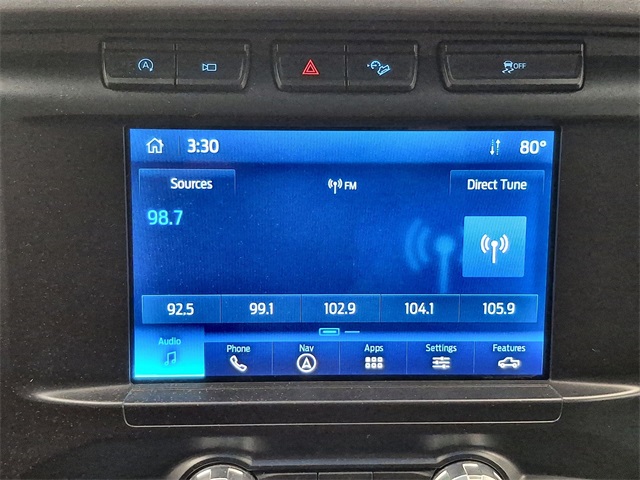 A
OFF
3:30
80°
Sources
FM
Direct Tune
98.7
92.5 99.1 102.9 104.1 105.9
Audio Phone Nav Apps Settings Features